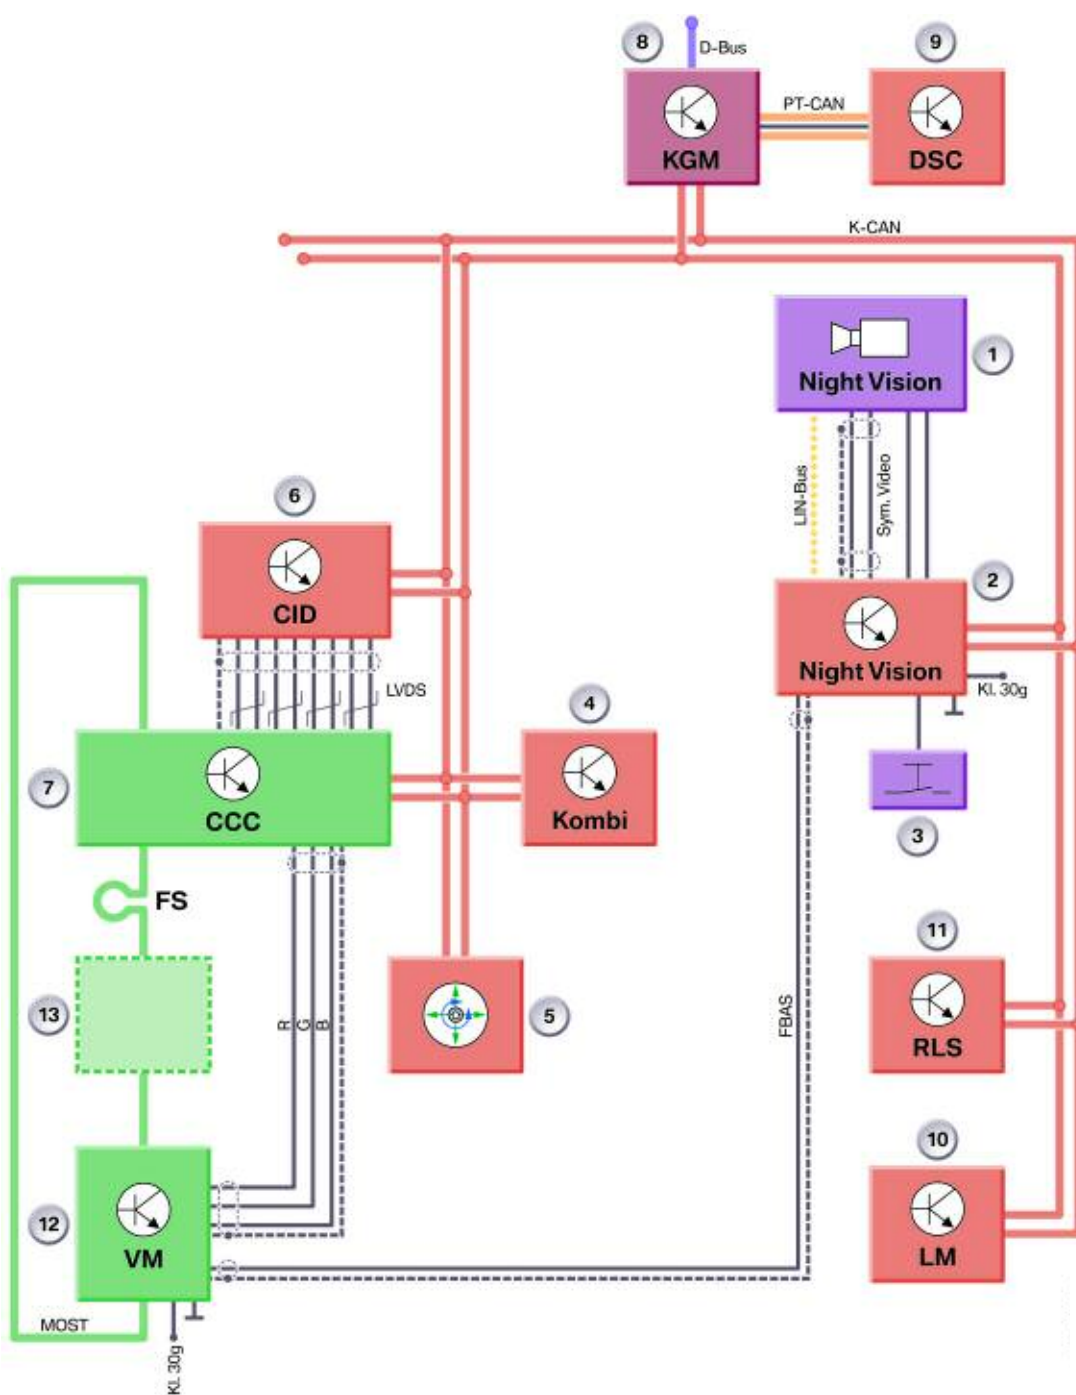 8
D-Bus
9
PT-CAN
KGM
DSC
K-CAN
1
Night Vision
LIN-Bus
Sym. Video
6
2
CID
Night Vision
LVDS
Kl. 30g
4
7
CCC
Kombi
3
FS
11
13
R
G
B
5
FBAS
RLS
10
12
VM
LM
MOST
Kl. 30g